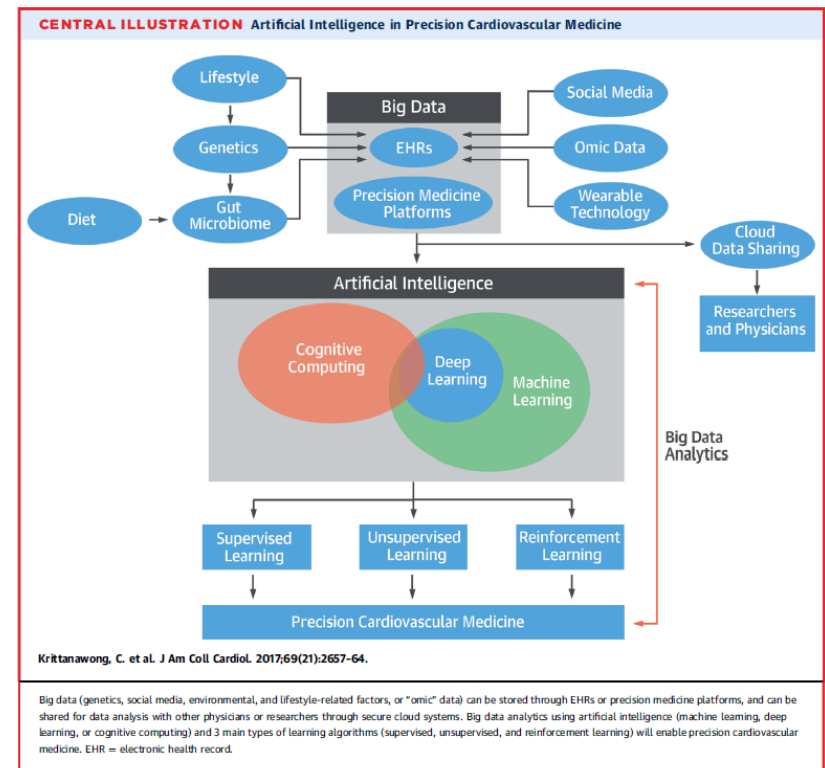 CENTRAL ILLUSTRATION Artificial Intelligence in Precision Cardiovascular Medicine
Lifestyle
Genetics
Gut
Microbiome
Diet
Big Data
EHRs
Precision Medicine
Platforms
Social Media
Omic Data
Wearable
Technology
Cloud
Data Sharing
Researchers
and Physicians
Artificial Intelligence
Cognitive
Computing
Deep
Learning
Machine
Learning
Big Data
Analytics
Supervised
Learning
Unsupervised
Learning
Reinforcement
Learning
Precision Cardiovascular Medicine
Krittanawong, C. et al. J Am Coll Cardiol. 2017;69(21):2657–64.
Big data (genetics, social media, environmental, and lifestyle-related factors, or "omic" data) can be stored through EHRs or precision medicine platforms, and can be
shared for data analysis with other physicians or researchers through secure cloud systems. Big data analytics using artificial intelligence (machine learning, deep
learning, or cognitive computing) and 3 main types of learning algorithms (supervised, unsupervised, and reinforcement learning) will enable precision cardiovascular
medicine. EHR = electronic health record.